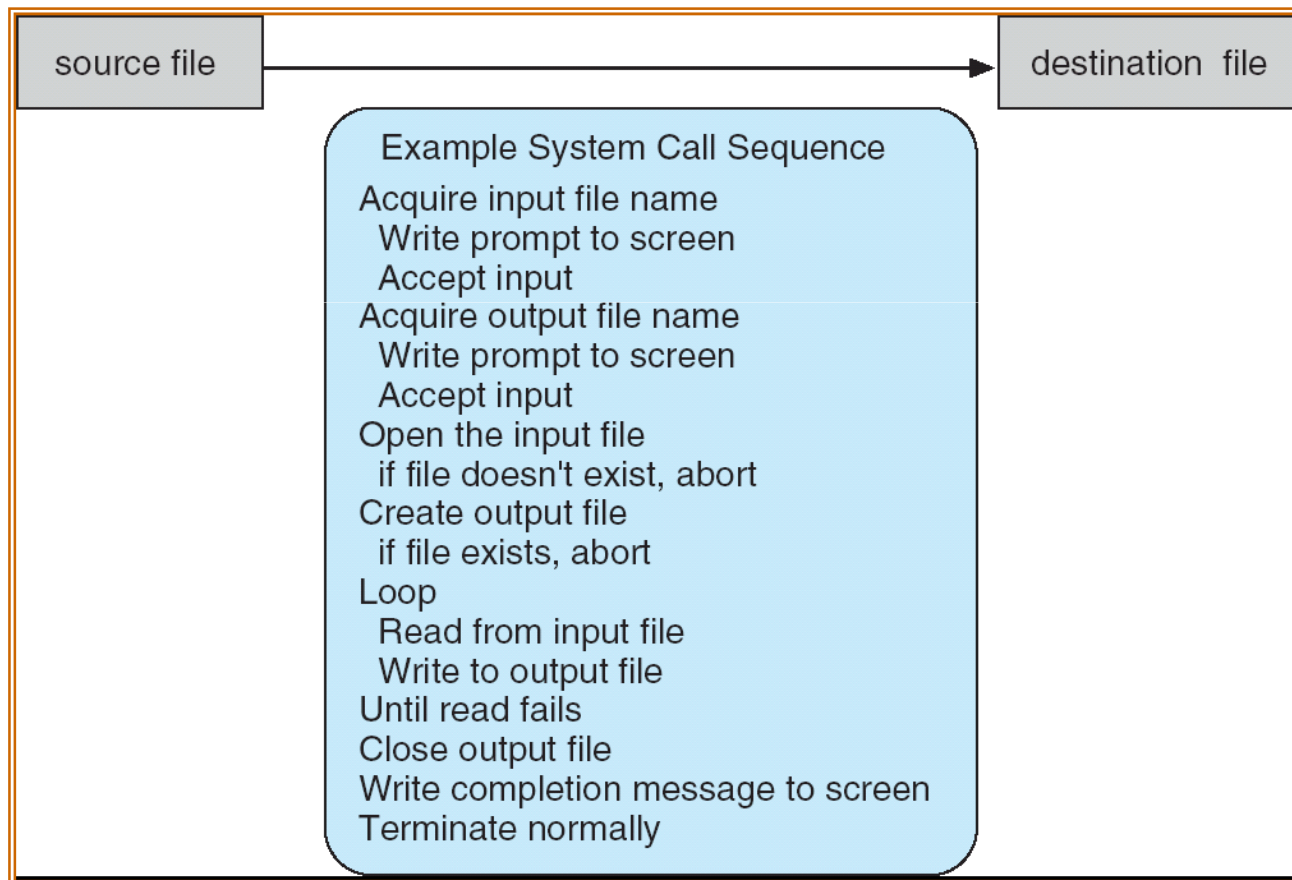 source file
destination file
Example System Call Sequence
Acquire input file name
Write prompt to screen
Accept input
Acquire output file name
Write prompt to screen
Accept input
Open the input file
if file doesn't exist, abort
Create output file
if file exists, abort
Loop
Read from input file
Write to output file
Until read fails
Close output file
Write completion message to screen
Terminate normally